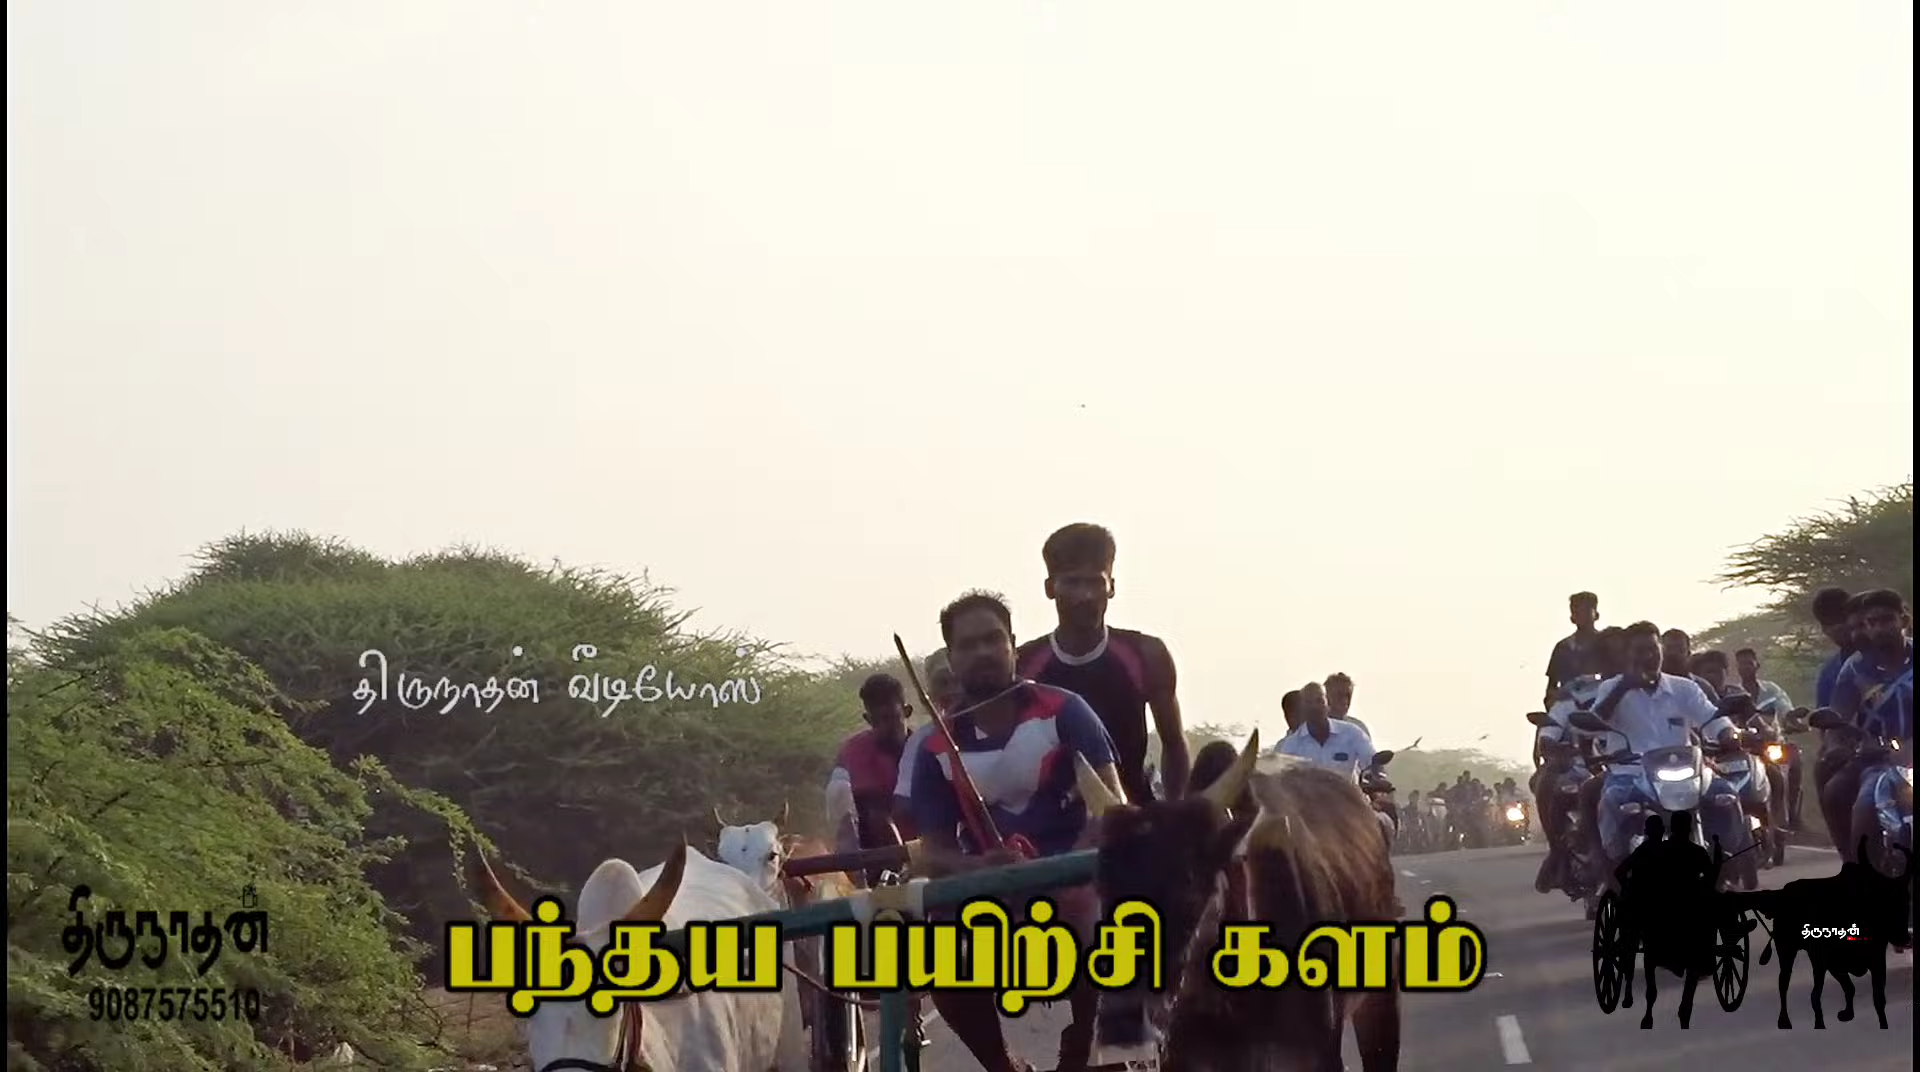 திருநாதன் வீடியோஸ்
திருநாதன்
9087575510
பந்தய பயிற்சி களம்
திருநாதன்